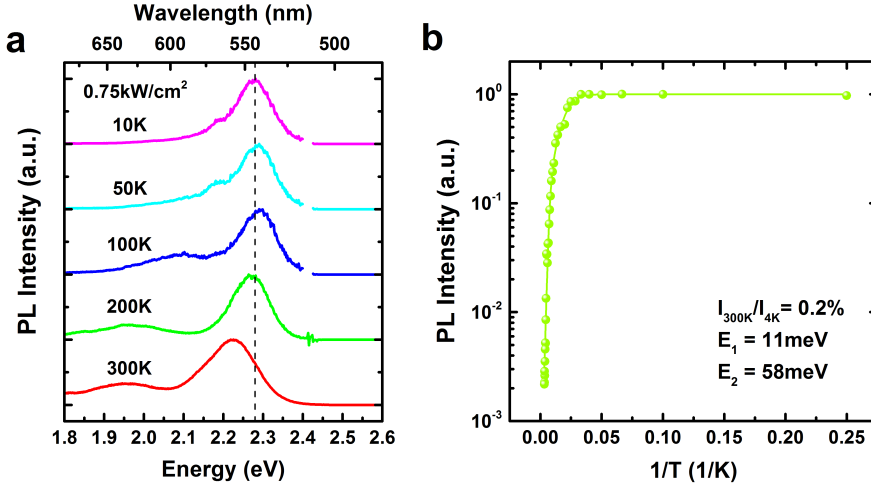 a
Wavelength (nm)
650 600 550 500
0.75kW/cm²
10K
50K
100K
200K
300K
PL Intensity (a.u.)
1.8 1.9 2.0 2.1 2.2 2.3 2.4 2.5 2.6
Energy (eV)
b
10⁰
10⁻¹
10⁻²
10⁻³
PL Intensity (a.u.)
I₃₀₀K/I₄K= 0.2%
E₁ = 11meV
E₂ = 58meV
0.00 0.05 0.10 0.15 0.20 0.25
1/T (1/K)